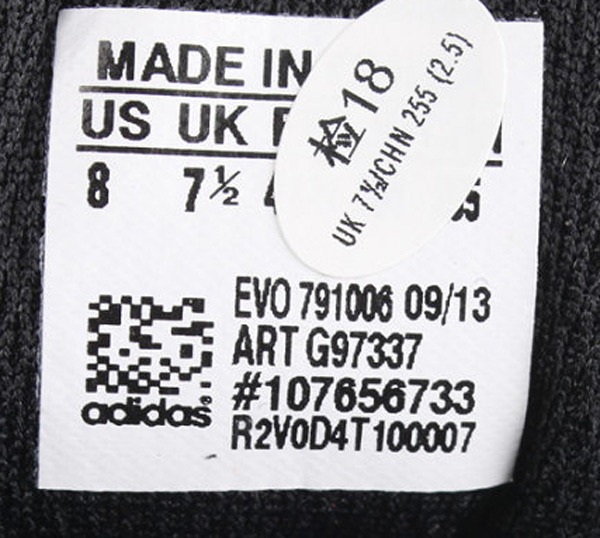 MADE IN
US UK
8 7½
检18
UK 7½/CHN 255 (2.5)
EVO 791006 09/13
ART G97337
#107656733
R2V0D4T100007
adidas®